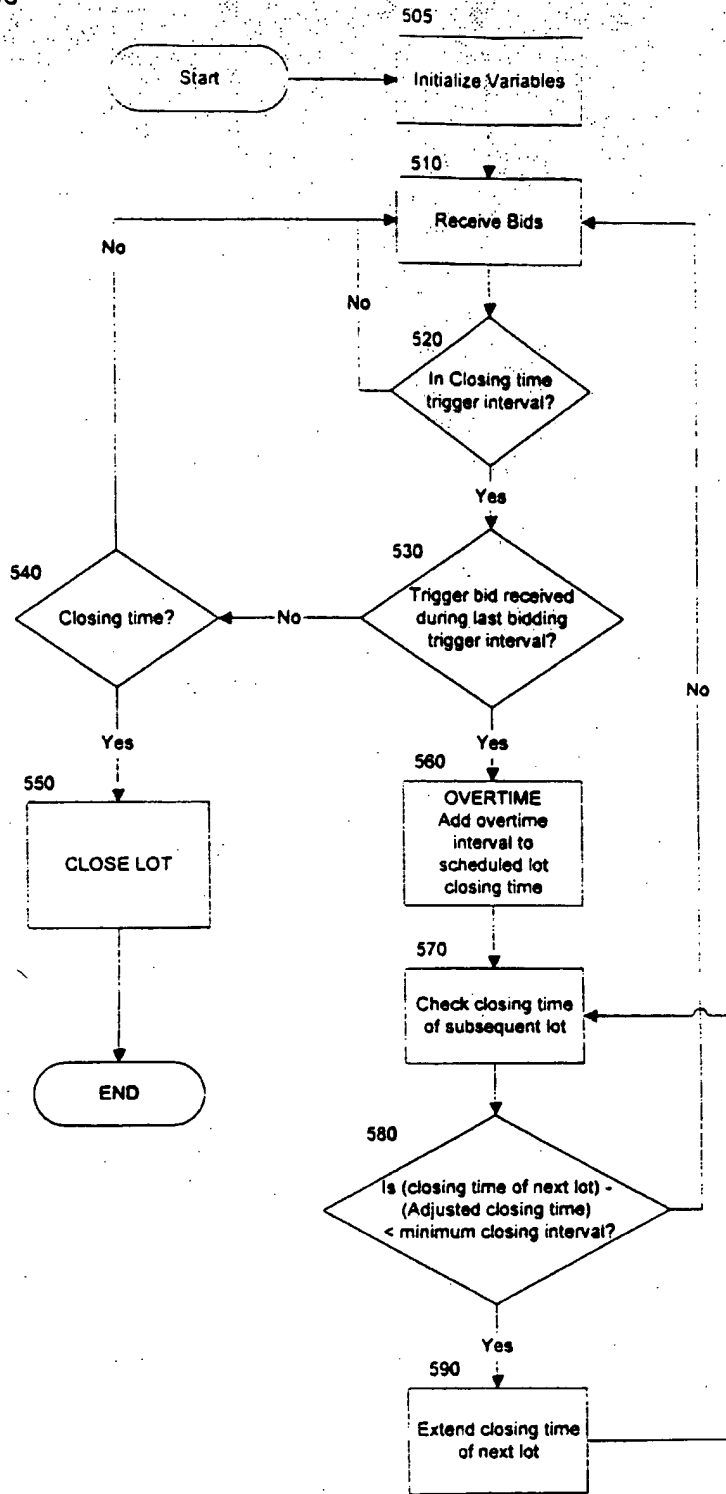 505
Start
Initialize Variables
510
Receive Bids
No
No
520
In Closing time
trigger interval?
Yes
530
540
Trigger bid received
during last bidding
trigger interval?
Closing time?
No
No
Yes
Yes
560
550
OVERTIME
Add overtime
interval to
scheduled lot
closing time
CLOSE LOT
570
Check closing time
of subsequent lot
END
580
Is (closing time of next lot) -
(Adjusted closing time)
< minimum closing interval?
Yes
590
Extend closing time
of next lot